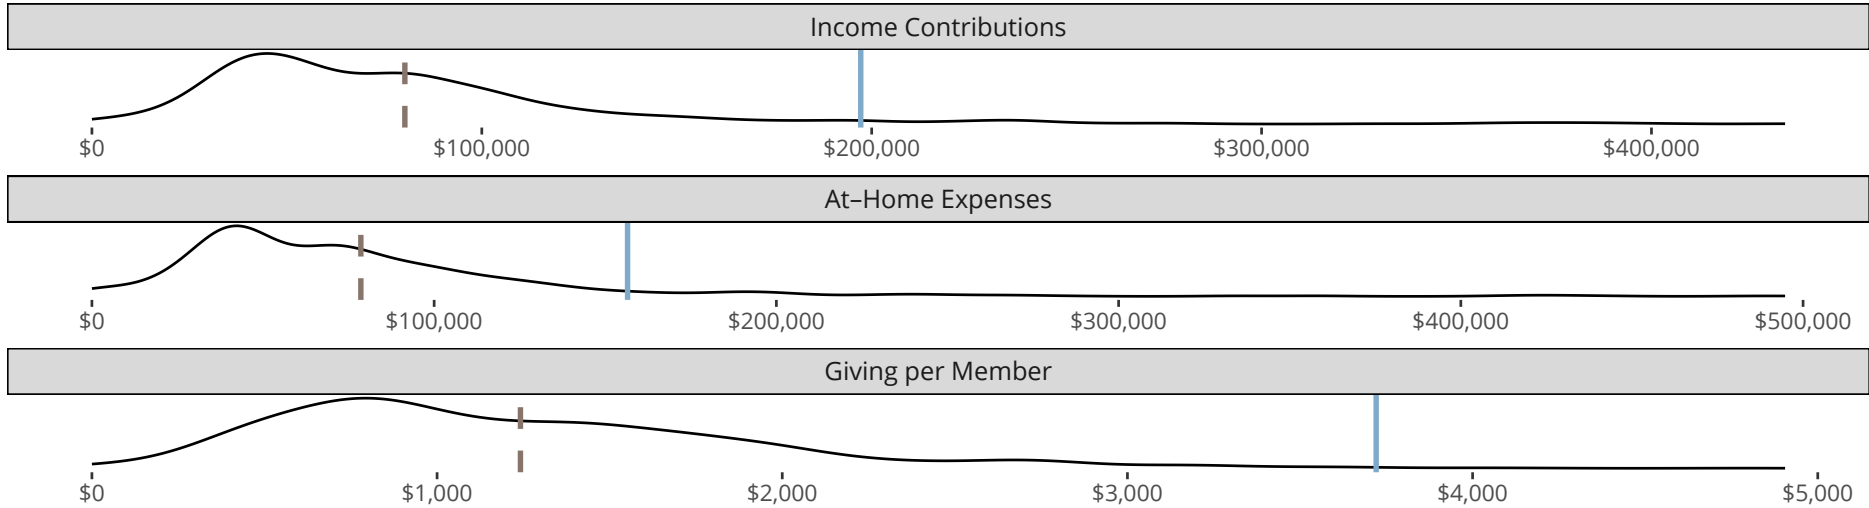 Income Contributions
$0 $100,000 $200,000 $300,000 $400,000
At–Home Expenses
$0 $100,000 $200,000 $300,000 $400,000 $500,000
Giving per Member
$0 $1,000 $2,000 $3,000 $4,000 $5,000